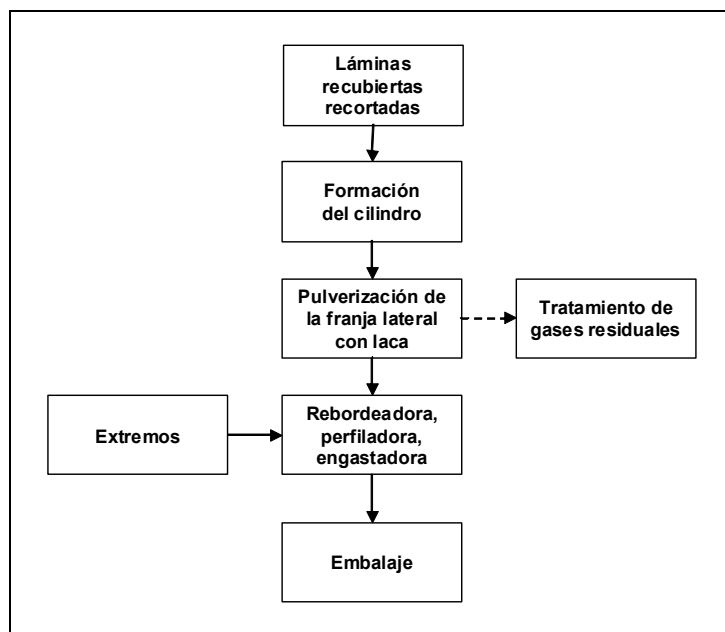 Láminas
recubiertas
recortadas
Formación
del cilindro
Pulverización de
la franja lateral
con laca
Tratamiento de
gases residuales
Extremos
Rebordeadora,
perfiladora,
engastadora
Embalaje